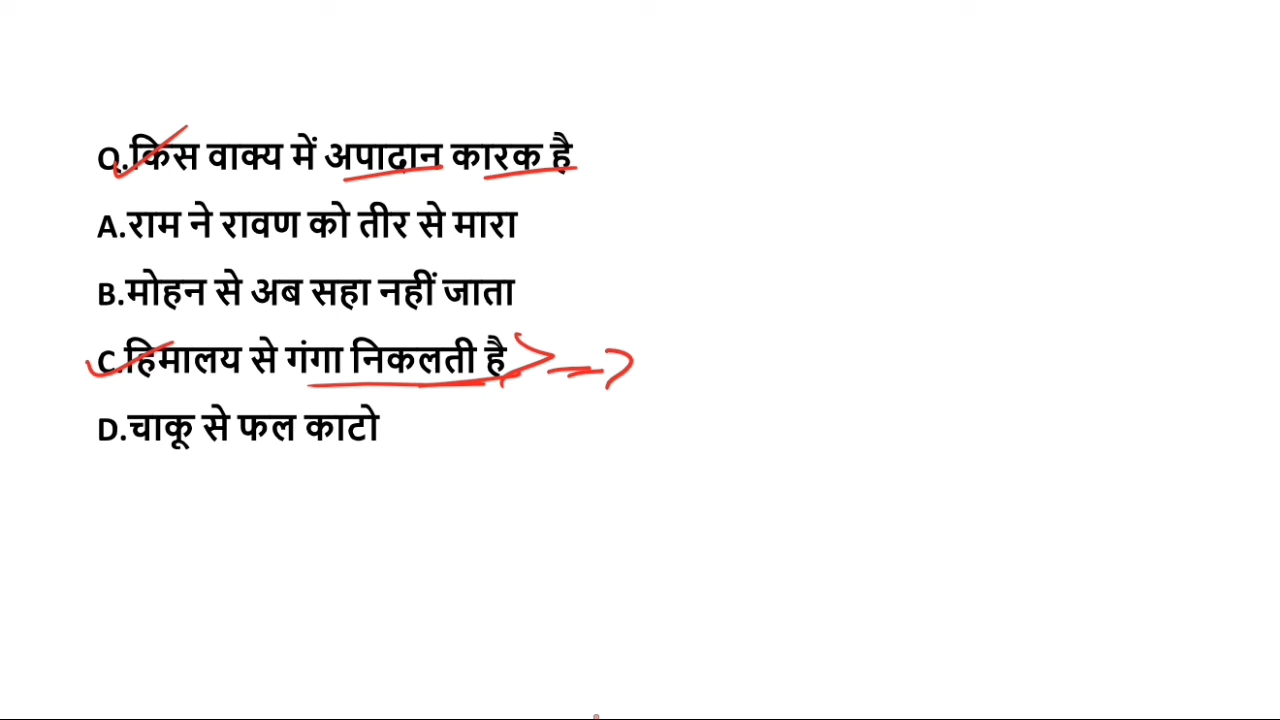 Q.किस वाक्य में अपादान कारक है
A.राम ने रावण को तीर से मारा
B.मोहन से अब सहा नहीं जाता
C.हिमालय से गंगा निकलती है
D.चाकू से फल काटो